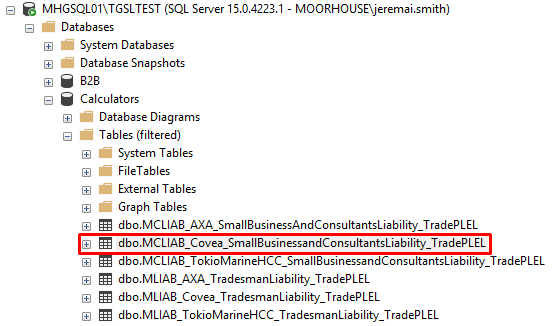 MHGSQL01\TGSLTEST (SQL Server 15.0.4223.1 - MOORHOUSE\jeremai.smith)
Databases
System Databases
Database Snapshots
B2B
Calculators
Database Diagrams
Tables (filtered)
System Tables
FileTables
External Tables
Graph Tables
dbo.MCLIAB_AXA_SmallBusinessAndConsultantsLiability_TradePLEL
dbo.MCLIAB_Covea_SmallBusinessandConsultantsLiability_TradePLEL
dbo.MCLIAB_TokioMarineHCC_SmallBusinessandConsultantsLiability_TradePLEL
dbo.MLIAB_AXA_TradesmanLiability_TradePLEL
dbo.MLIAB_Covea_TradesmanLiability_TradePLEL
dbo.MLIAB_TokioMarineHCC_TradesmanLiability_TradePLEL